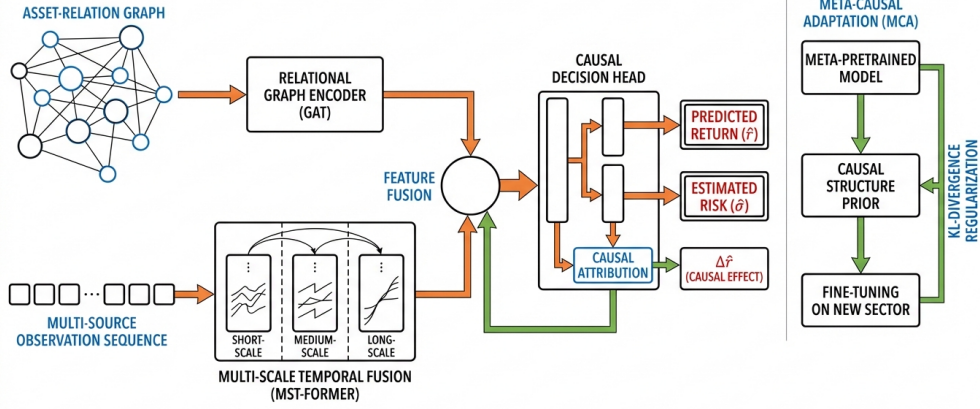 ASSET-RELATION GRAPH
RELATIONAL
GRAPH ENCODER
(GAT)
FEATURE
FUSION
...
MULTI-SOURCE
OBSERVATION SEQUENCE
SHORT-
SCALE
MEDIUM-
SCALE
LONG-
SCALE
MULTI-SCALE TEMPORAL FUSION
(MST-FORMER)
CAUSAL
DECISION HEAD
PREDICTED
RETURN (r̂)
ESTIMATED
RISK (σ̂)
CAUSAL
ATTRIBUTION
Δr̂
(CAUSAL EFFECT)
META-CAUSAL
ADAPTATION (MCA)
META-PRETRAINED
MODEL
CAUSAL
STRUCTURE
PRIOR
FINE-TUNING
ON NEW SECTOR
KL-DIVERGENCE
REGULARIZATION